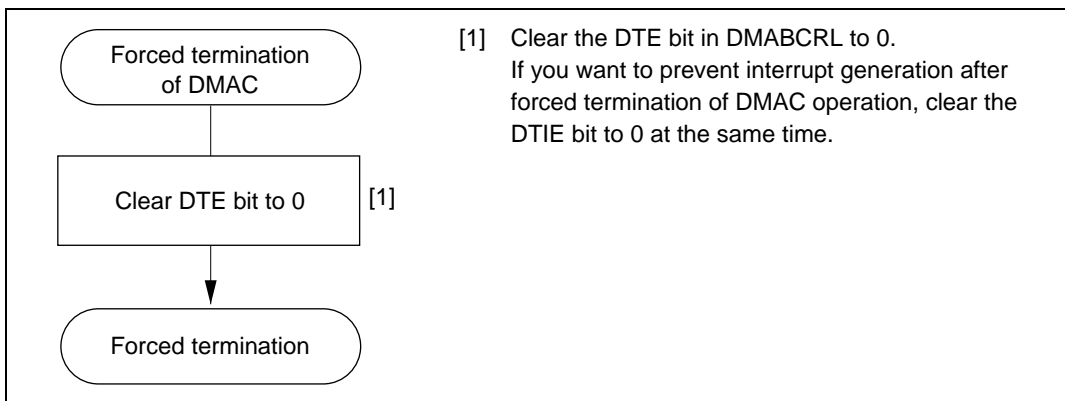 Forced termination
of DMAC
Clear DTE bit to 0
[1]
Forced termination
[1] Clear the DTE bit in DMABCRL to 0.
If you want to prevent interrupt generation after
forced termination of DMAC operation, clear the
DTIE bit to 0 at the same time.